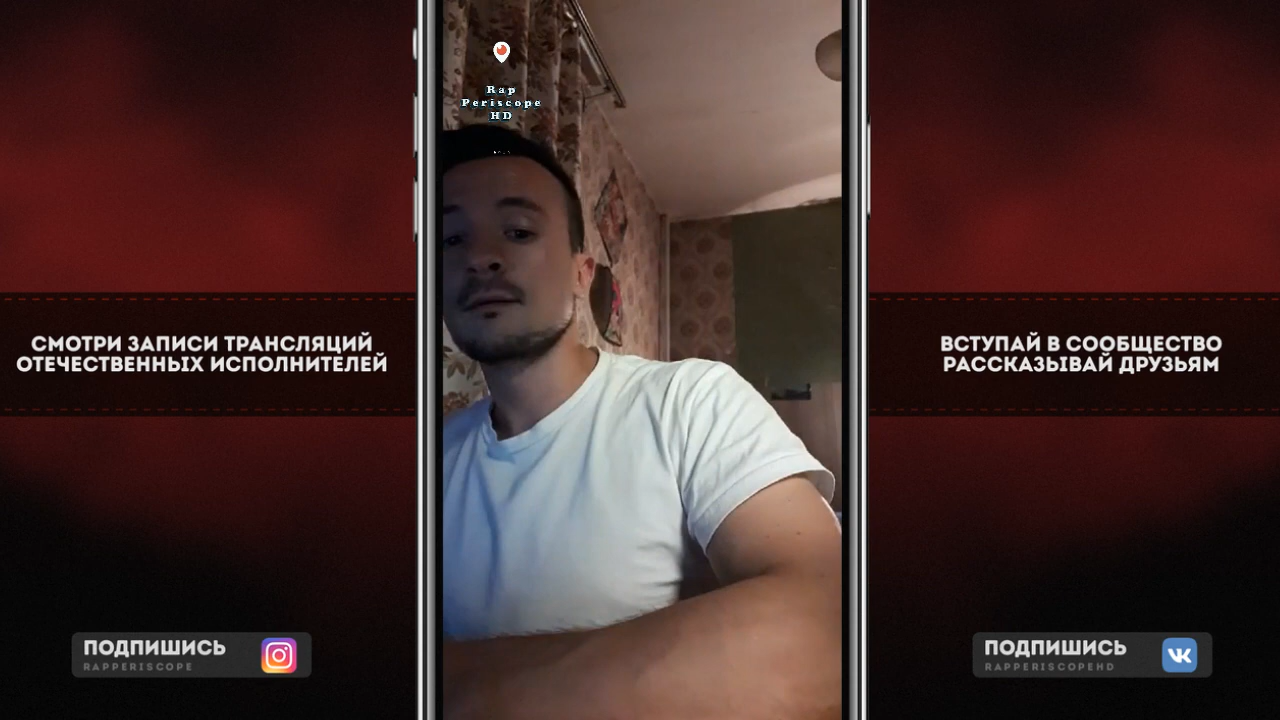 Rap
Periscope
HD
СМОТРИ ЗАПИСИ ТРАНСЛЯЦИЙ
ОТЕЧЕСТВЕННЫХ ИСПОЛНИТЕЛЕЙ
ВСТУПАЙ В СООБЩЕСТВО
РАССКАЗЫВАЙ ДРУЗЬЯМ
ПОДПИШИСЬ
RAPPERISCOPE
ПОДПИШИСЬ
RAPPERISCOPEHD